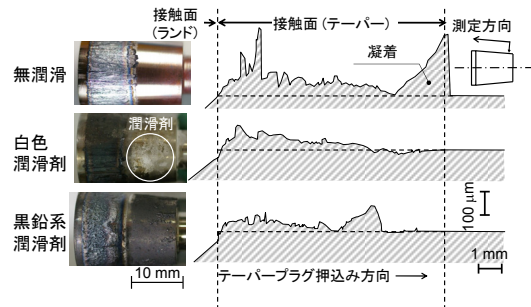 接触面
(ランド)
接触面 (テーパー)
測定方向
無潤滑
凝着
白色
潤滑剤
潤滑剤
黒鉛系
潤滑剤
100 μm
10 mm
テーパープラグ押込み方向
1 mm